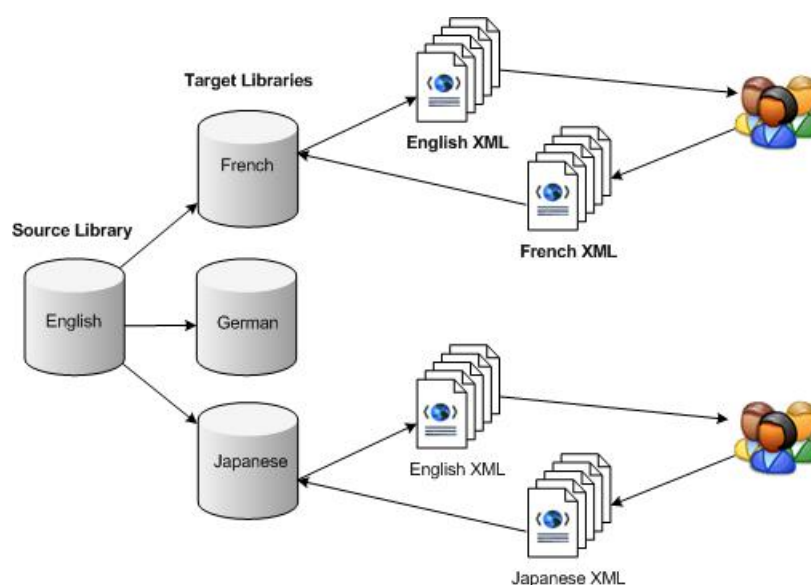 Target Libraries
French
English XML
French XML
Source Library
English
German
Japanese
English XML
Japanese XML